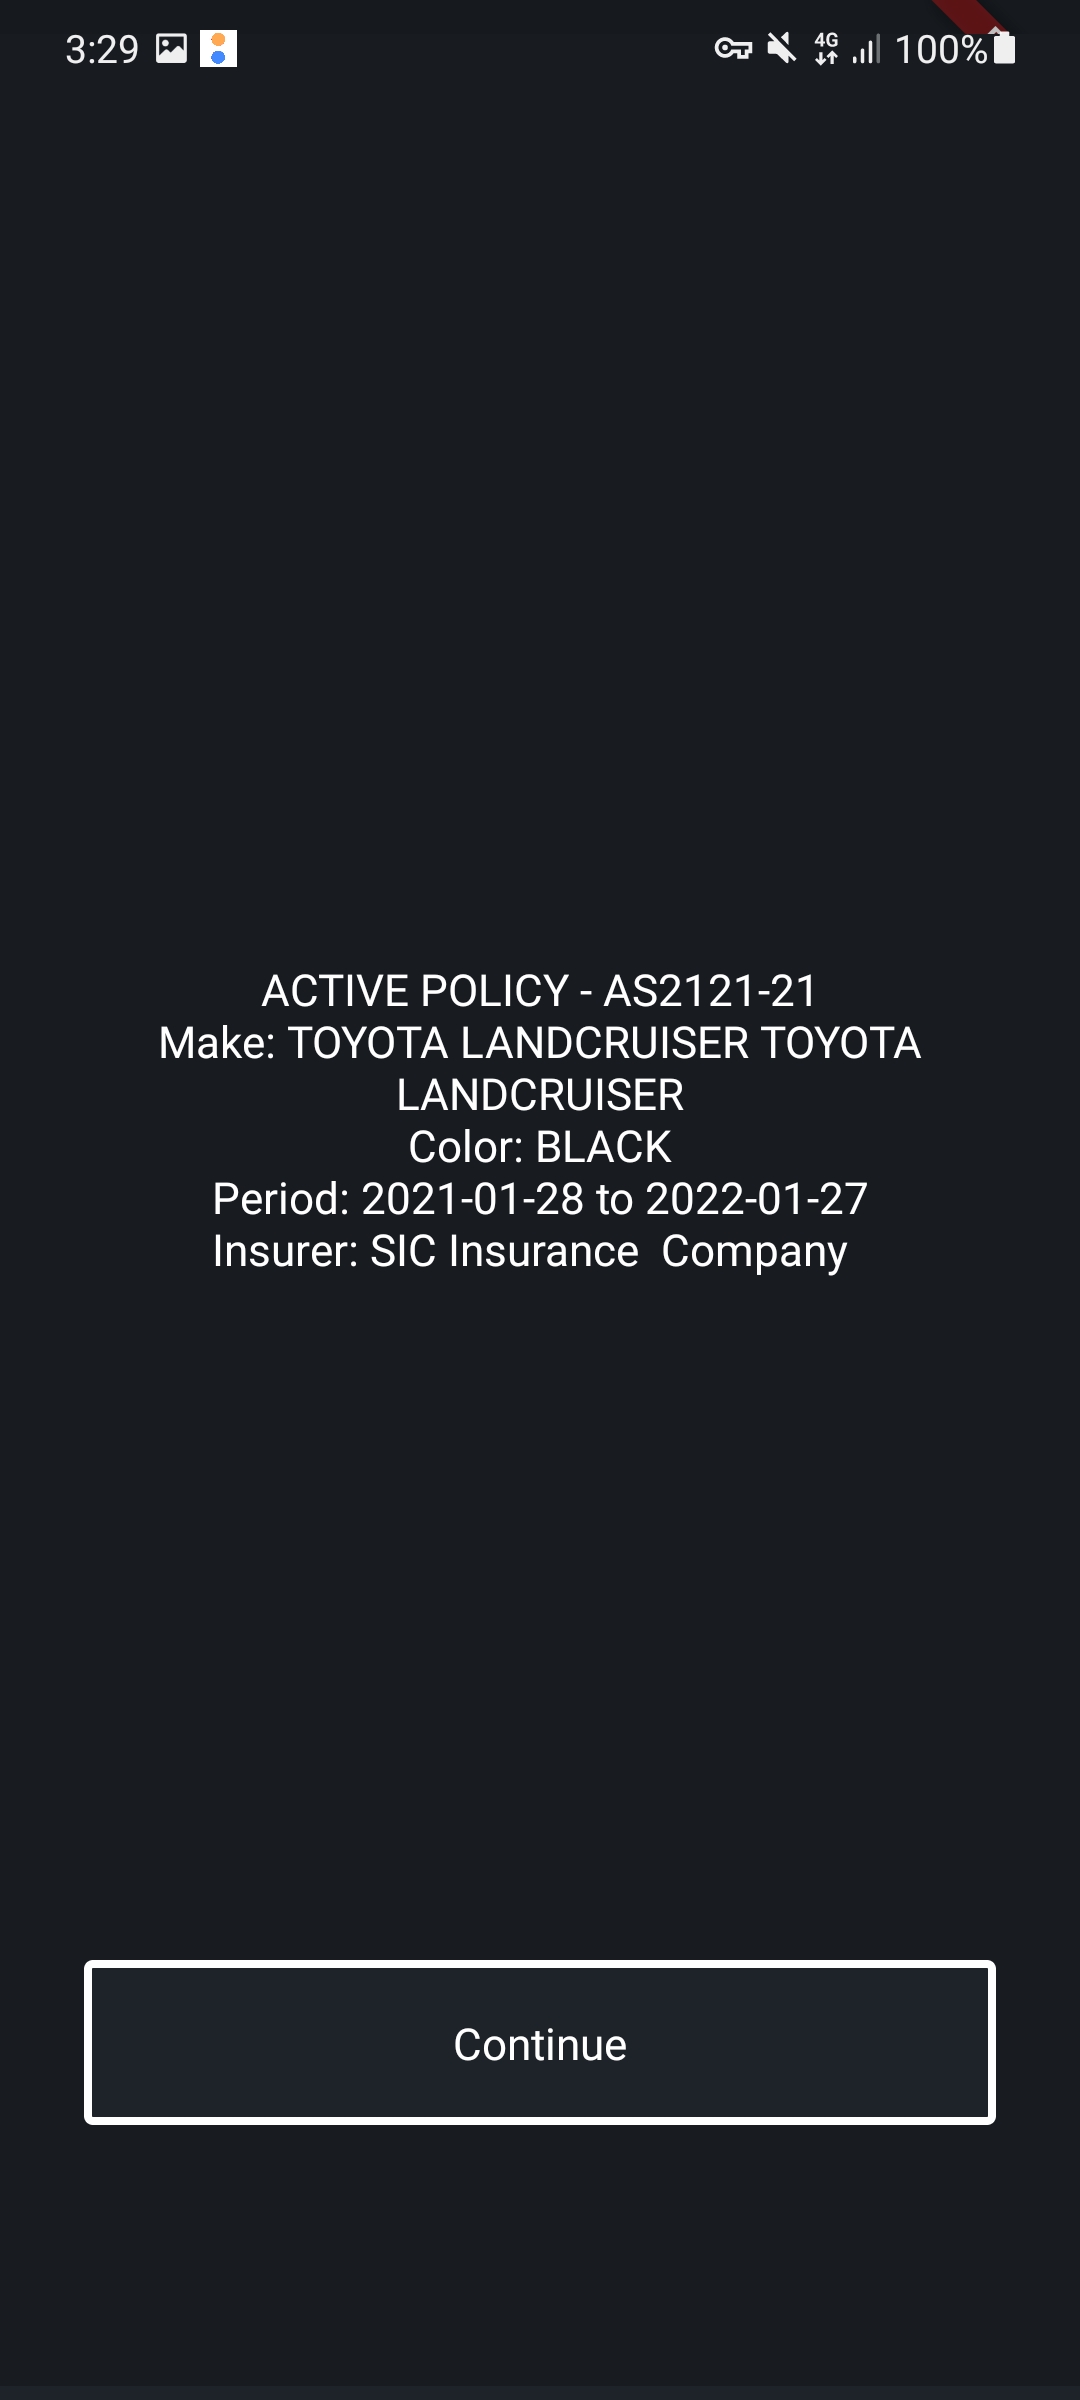 3:29
4G
100%
ACTIVE POLICY - AS2121-21
Make: TOYOTA LANDCRUISER TOYOTA
LANDCRUISER
Color: BLACK
Period: 2021-01-28 to 2022-01-27
Insurer: SIC Insurance  Company
Continue